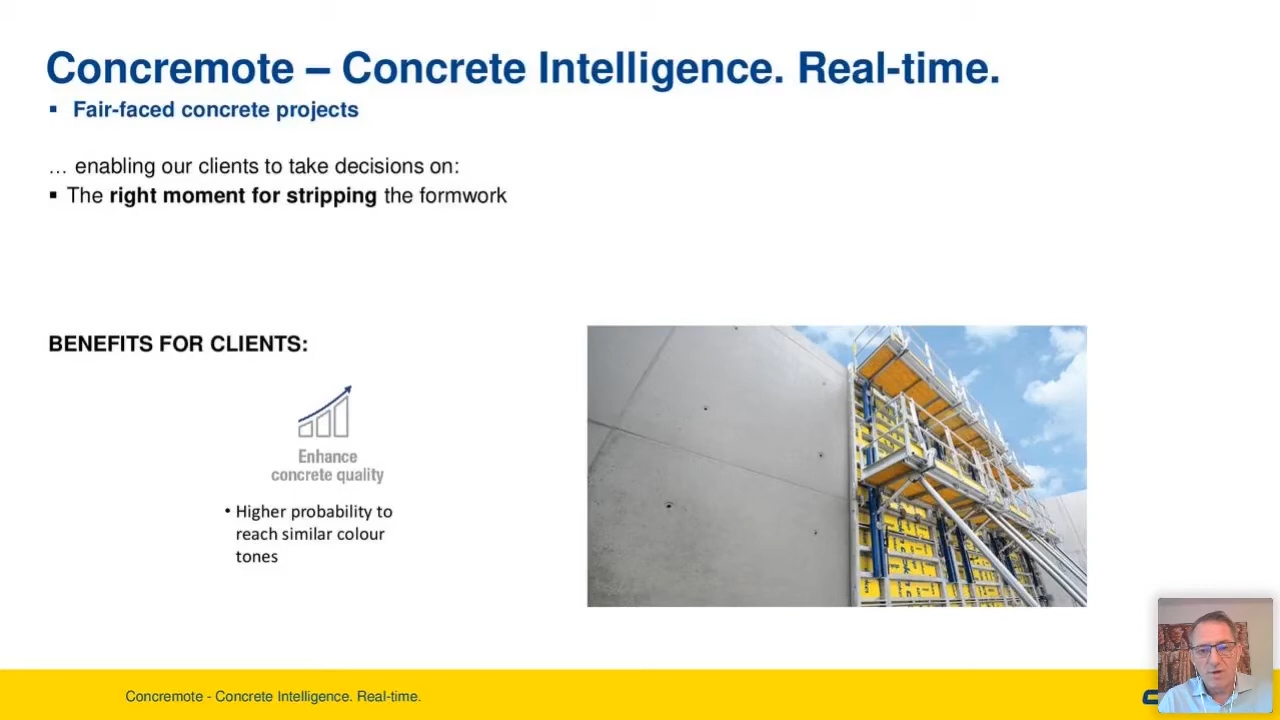 Concremote – Concrete Intelligence. Real-time.
▪ Fair-faced concrete projects
… enabling our clients to take decisions on:
▪ The right moment for stripping the formwork
BENEFITS FOR CLIENTS:
Enhance
concrete quality
• Higher probability to
reach similar colour
tones
Concremote - Concrete Intelligence. Real-time.